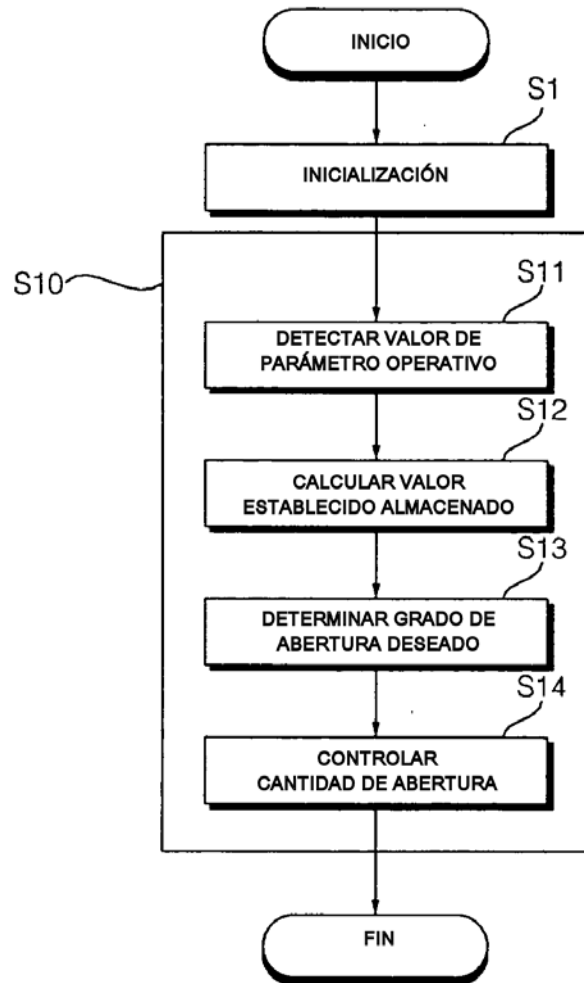 INICIO
S1
INICIALIZACIÓN
S10
S11
DETECTAR VALOR DE
PARÁMETRO OPERATIVO
S12
CALCULAR VALOR
ESTABLECIDO ALMACENADO
S13
DETERMINAR GRADO DE
ABERTURA DESEADO
S14
CONTROLAR
CANTIDAD DE ABERTURA
FIN